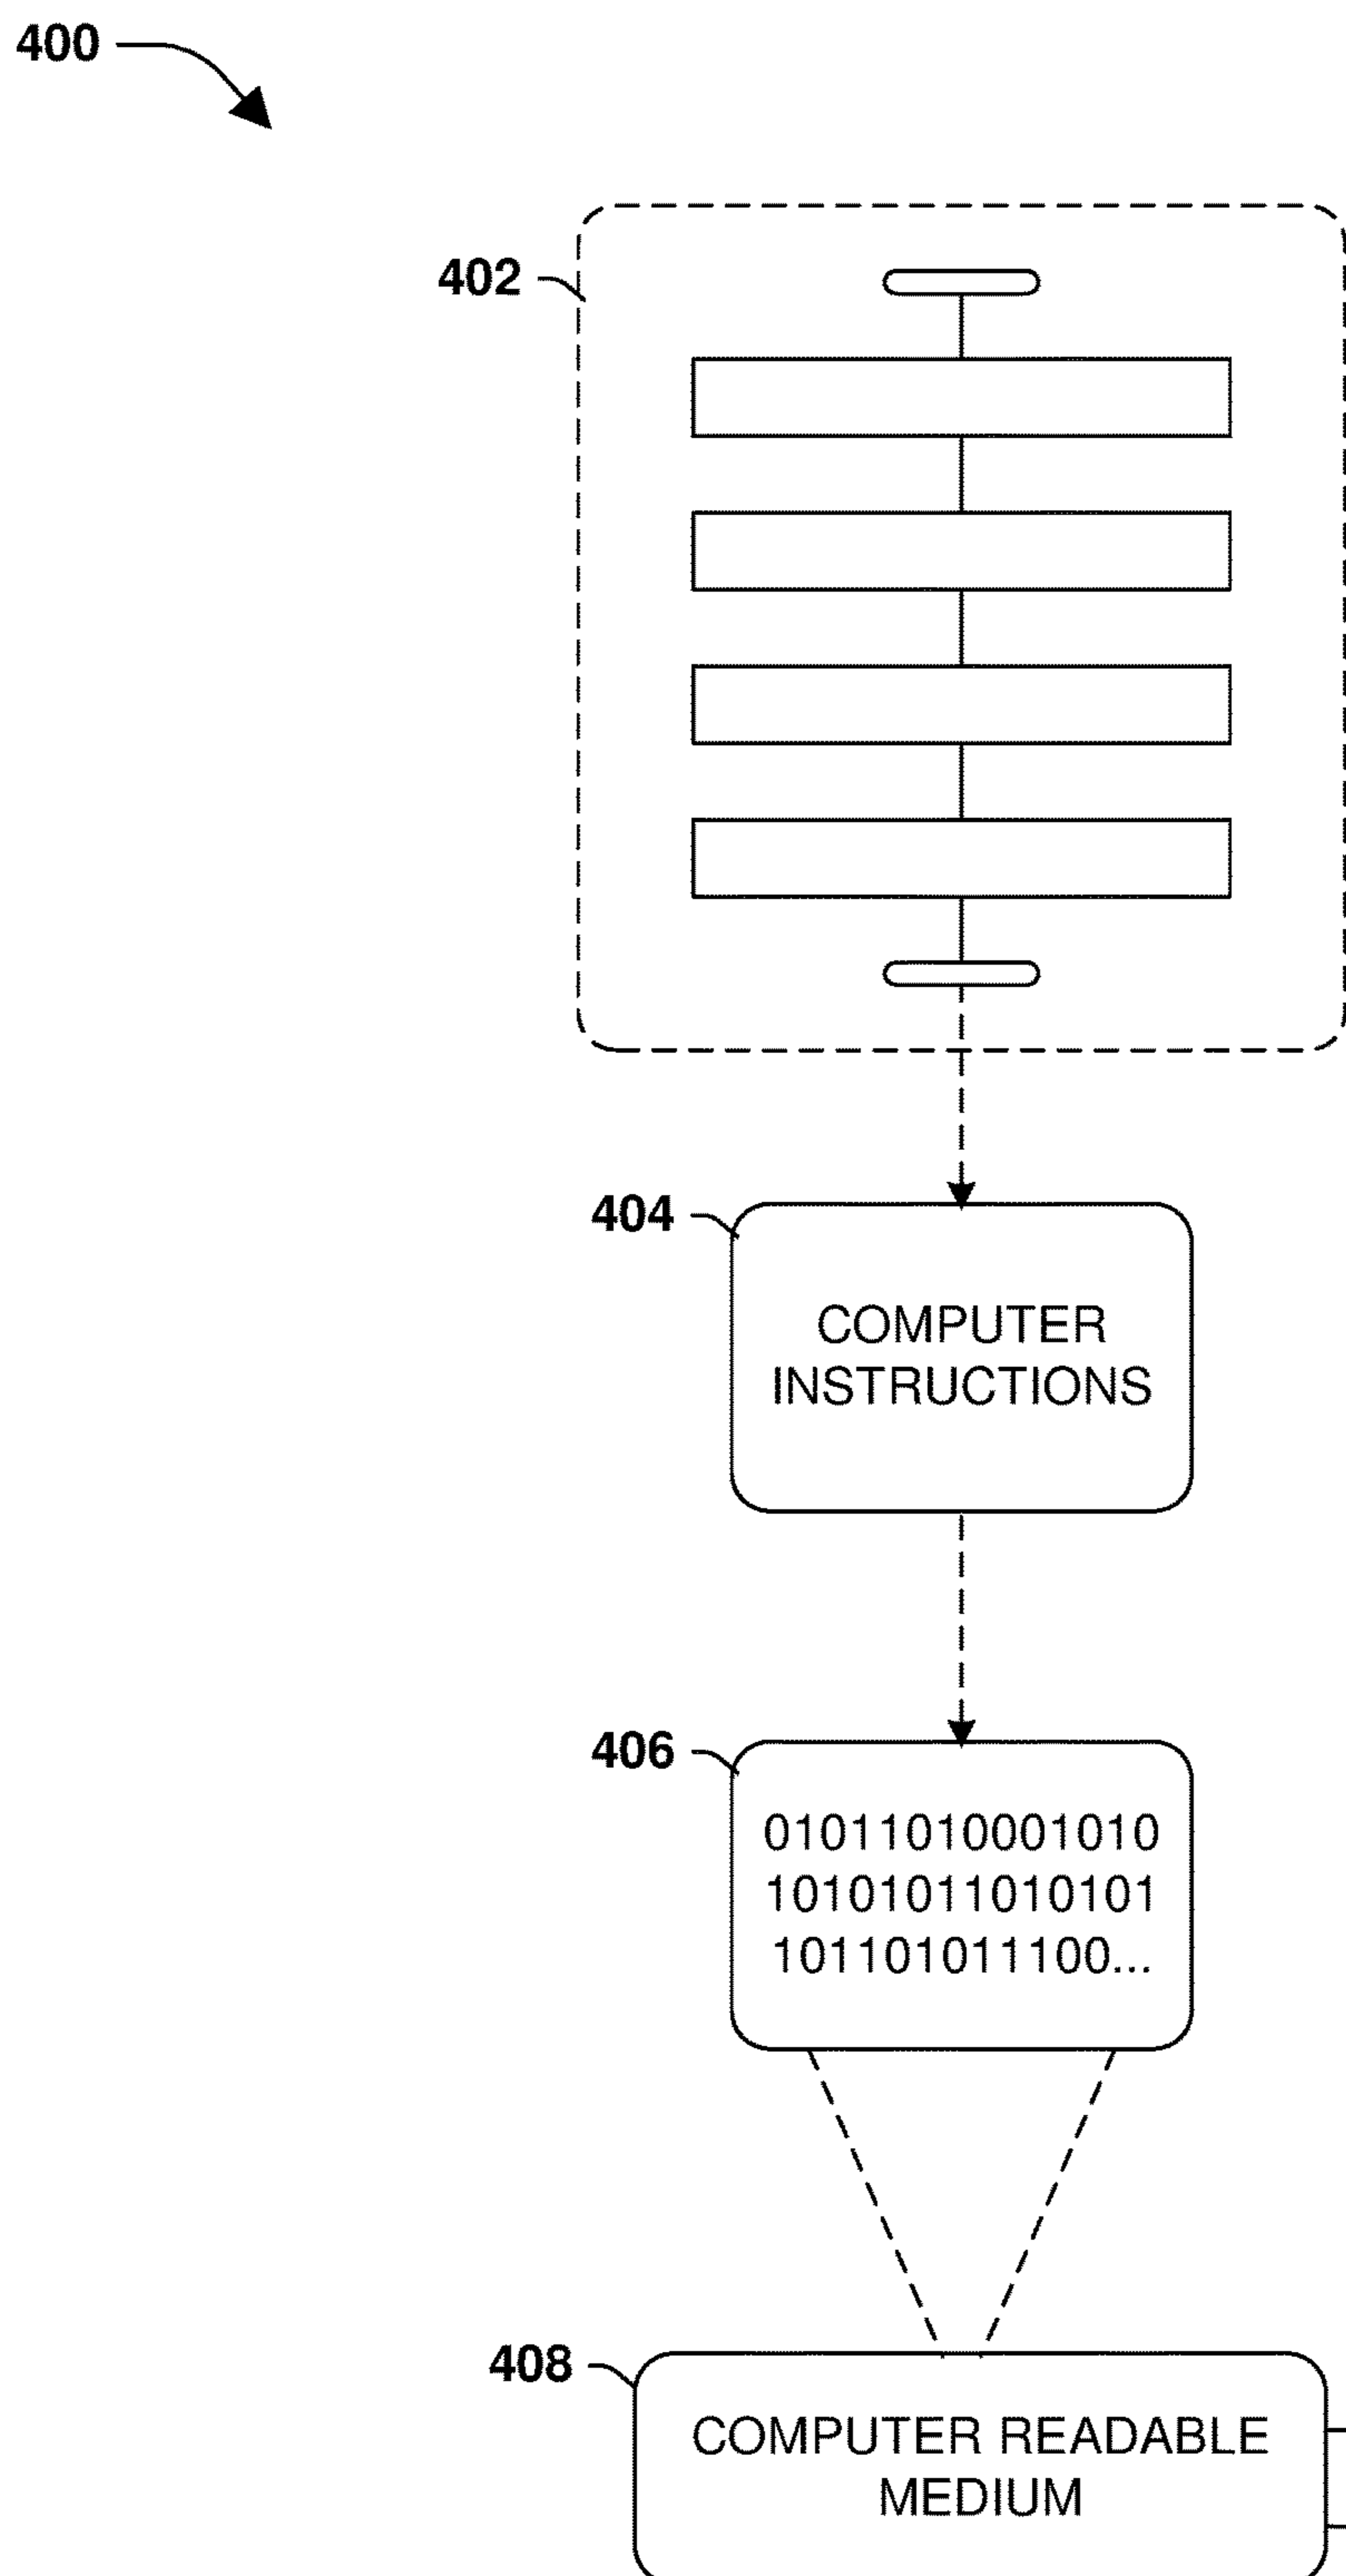 400
402
404
COMPUTER
INSTRUCTIONS
406
01011010001010
10101011010101
101101011100...
408
COMPUTER READABLE
MEDIUM